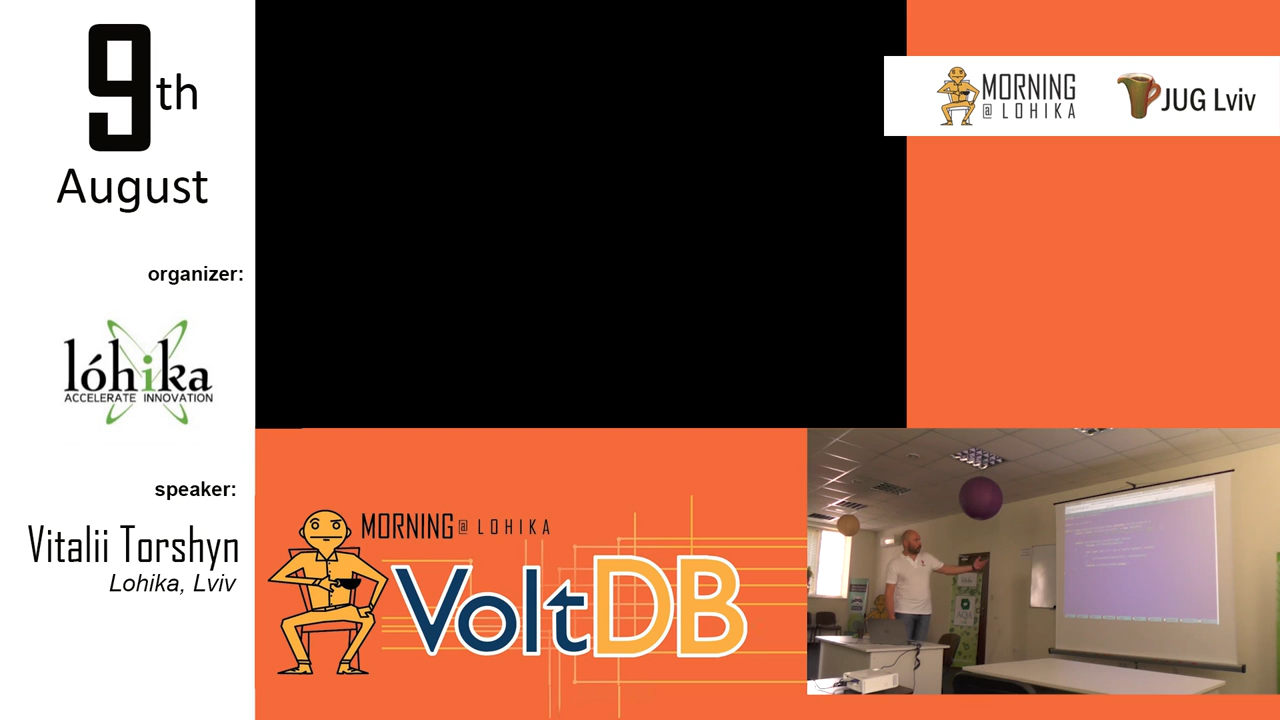 9th
August
organizer:
lóhika
ACCELERATE INNOVATION
speaker:
Vitalii Torshyn
Lohika, Lviv
MORNING
@ LOHIKA
JUG Lviv
MORNING @ LOHIKA
VoltDB